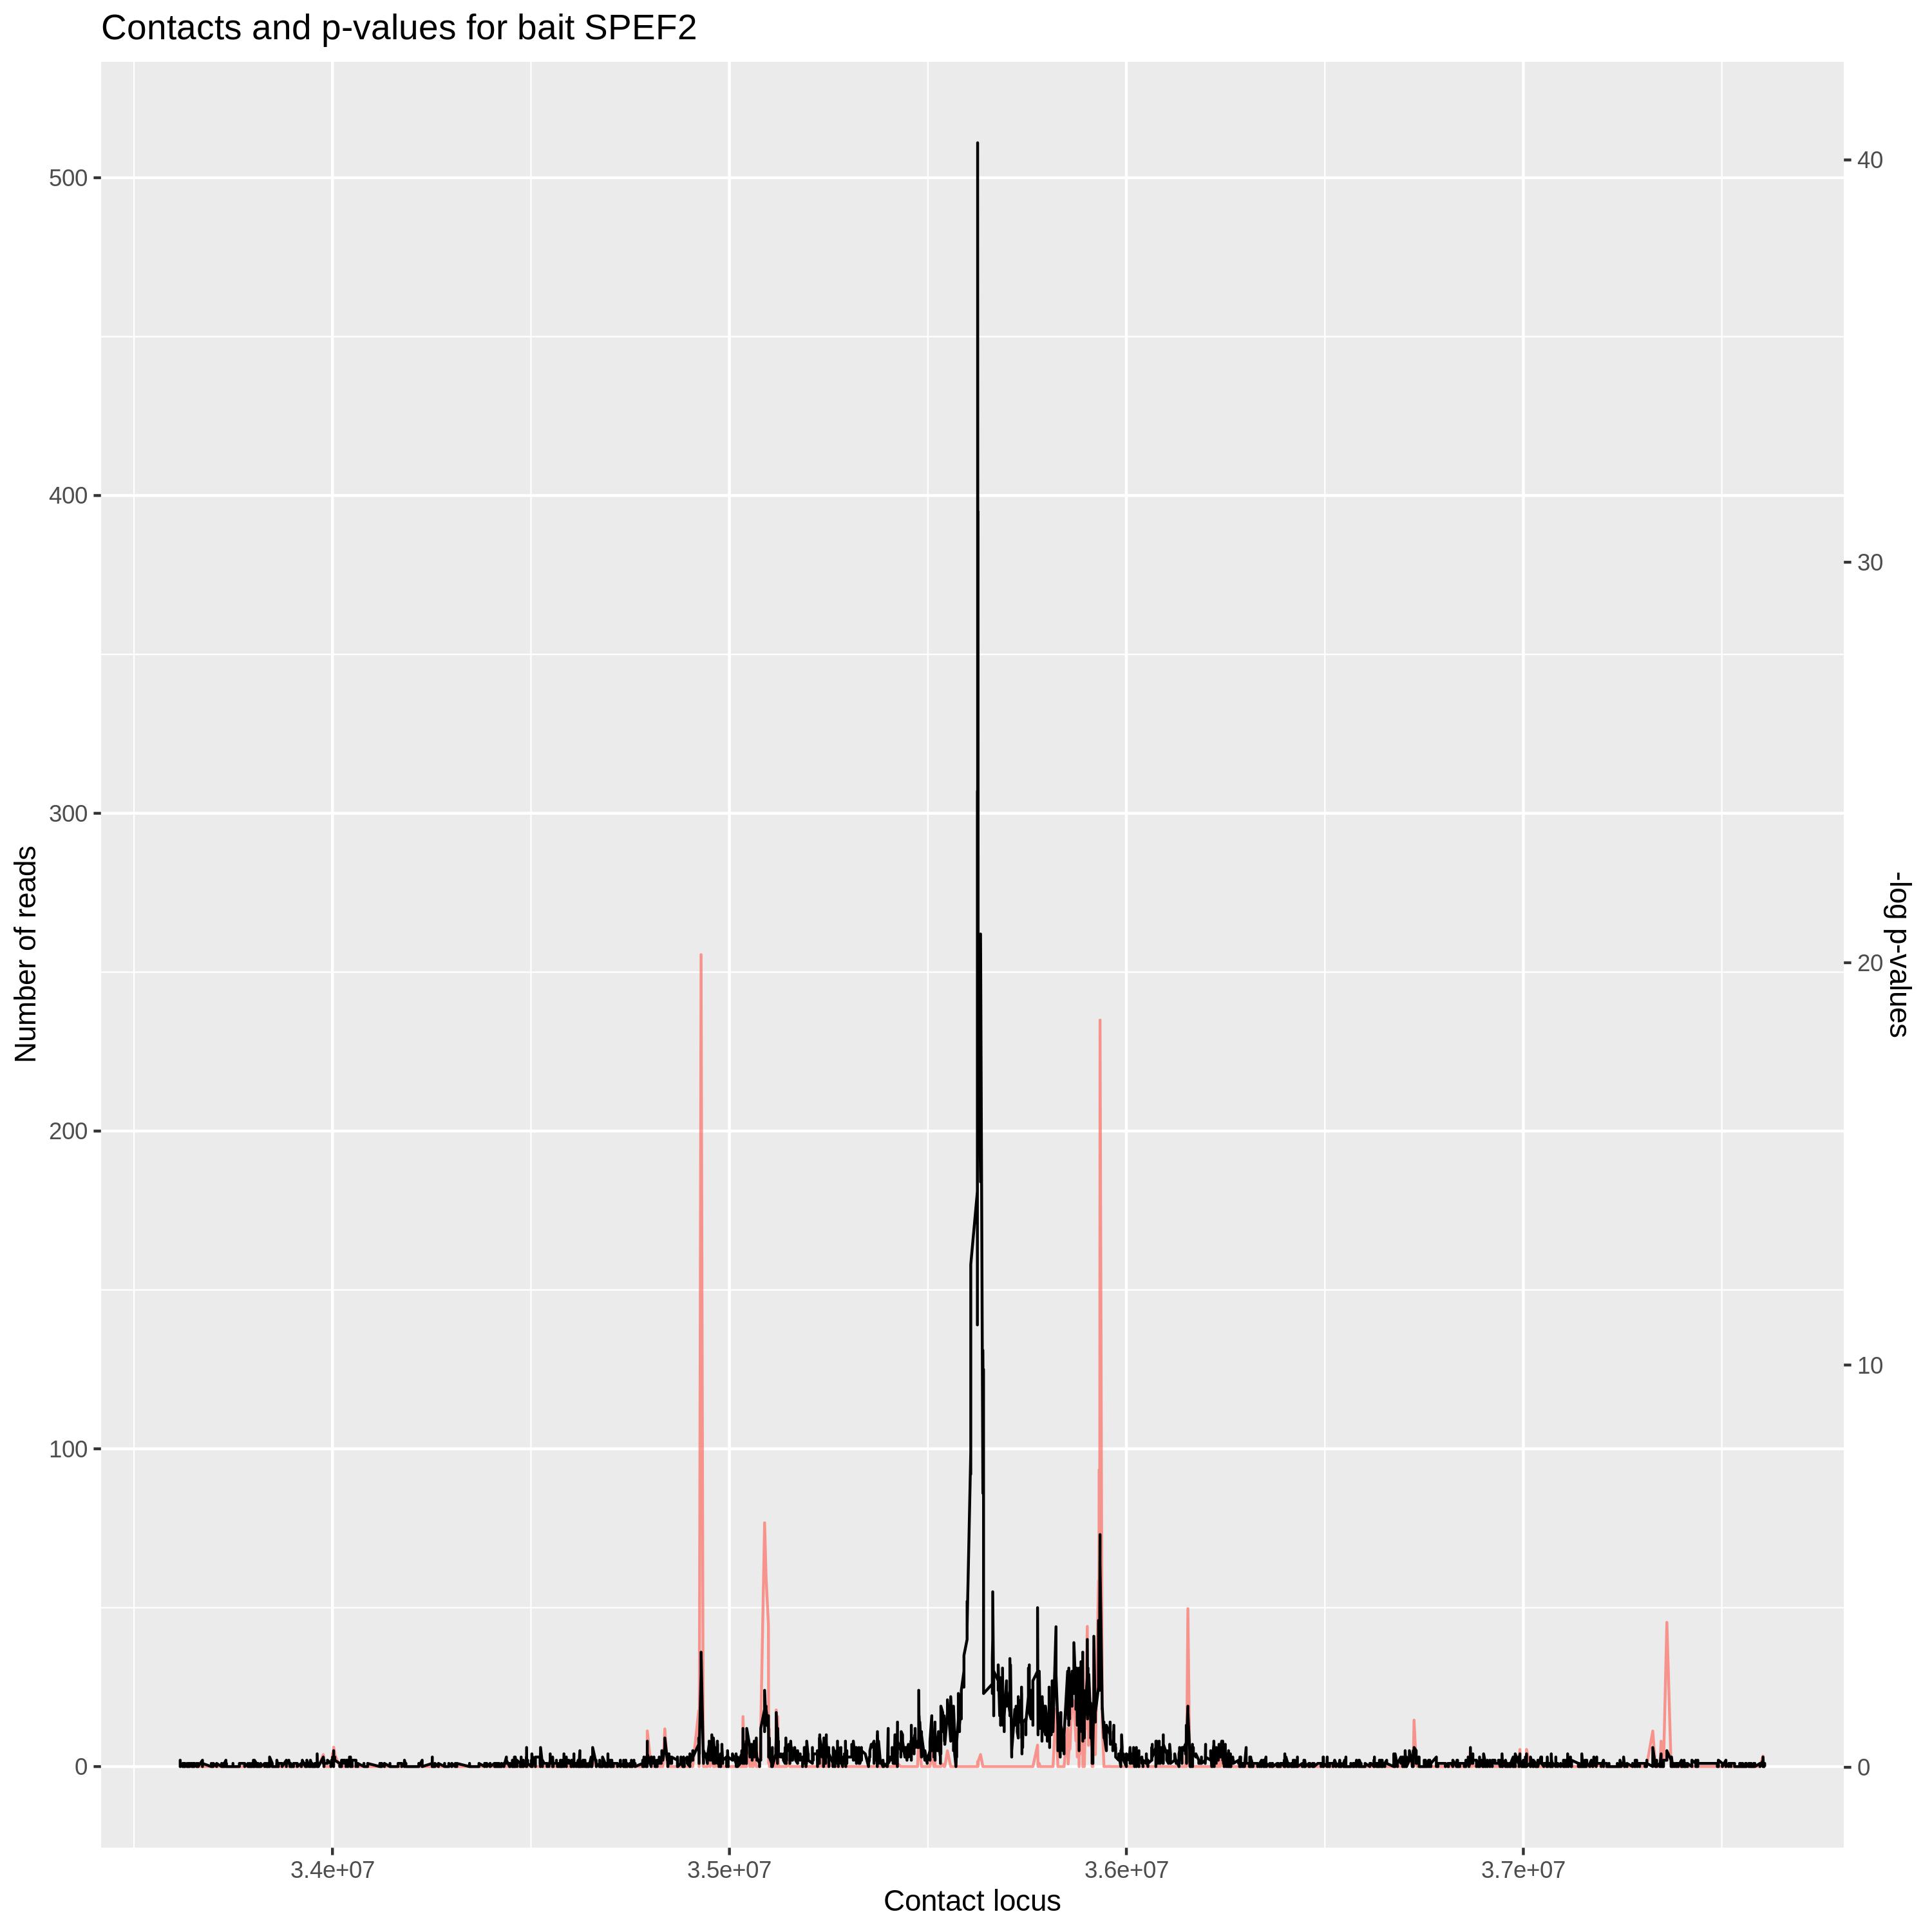 Contacts and p-values for bait SPEF2
500
400
300
200
100
0
Number of reads
40
30
20
10
0
-log p-values
3.4e+07
3.5e+07
3.6e+07
3.7e+07
Contact locus